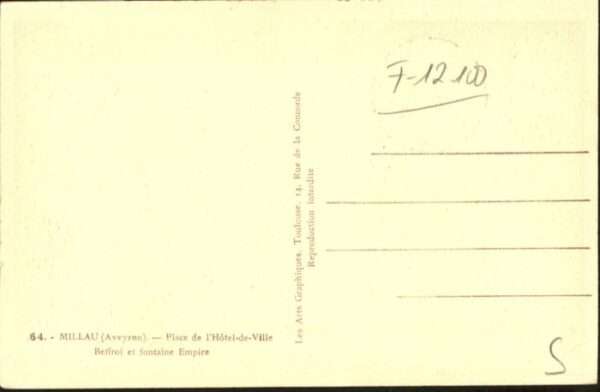 F-12100
Les Arts Graphiques, Toulouse, 14, Rue de la Concorde
Reproduction interdite
64. - MILLAU (Aveyron). — Place de l'Hôtel-de-Ville
Beffroi et fontaine Empire
S